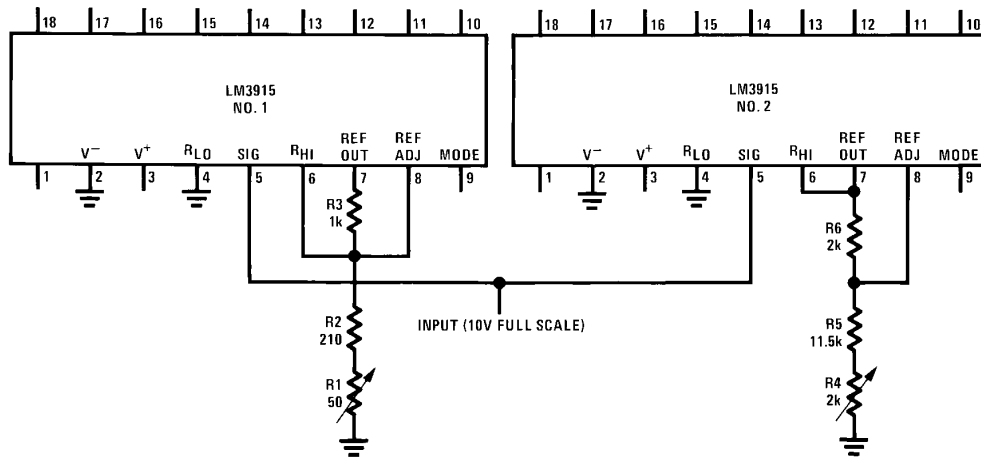 18 17 16 15 14 13 12 11 10
LM3915
NO. 1
V− V+ RLO SIG RHI REF OUT REF ADJ MODE
1 2 3 4 5 6 7 8 9
R3
1k
R2
210
R1
50
18 17 16 15 14 13 12 11 10
LM3915
NO. 2
V− V+ RLO SIG RHI REF OUT REF ADJ MODE
1 2 3 4 5 6 7 8 9
R6
2k
R5
11.5k
R4
2k
INPUT (10V FULL SCALE)